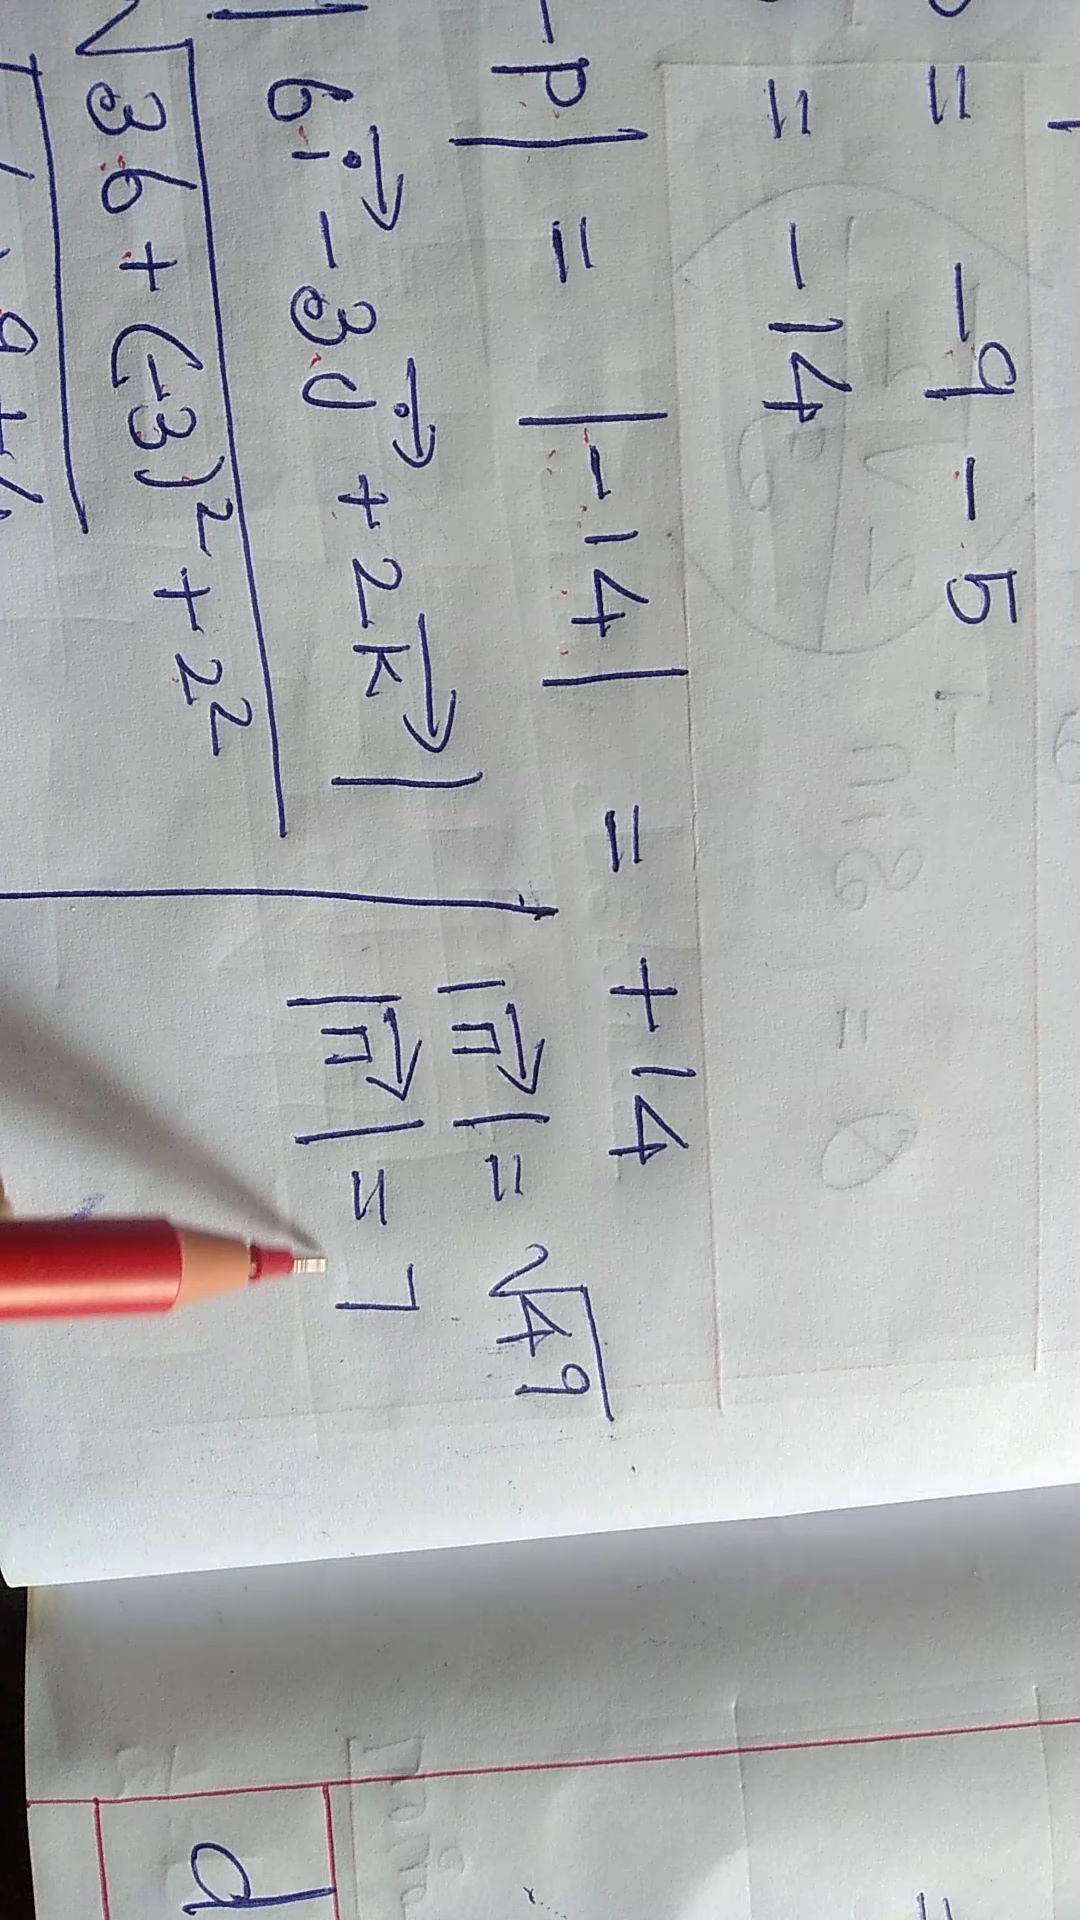 = -9 - 5
= -14
-p| = |-14| = +14
|6i⃗ - 3j⃗ + 2k⃗|
√36 + (-3)² + 2²
|n⃗| = √49
|n⃗| = 7
d